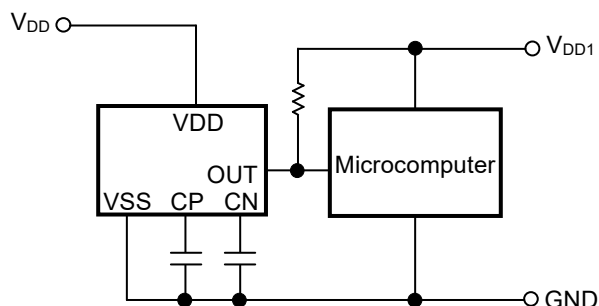 VDD
VDD1
VDD
OUT
Microcomputer
VSS CP CN
GND